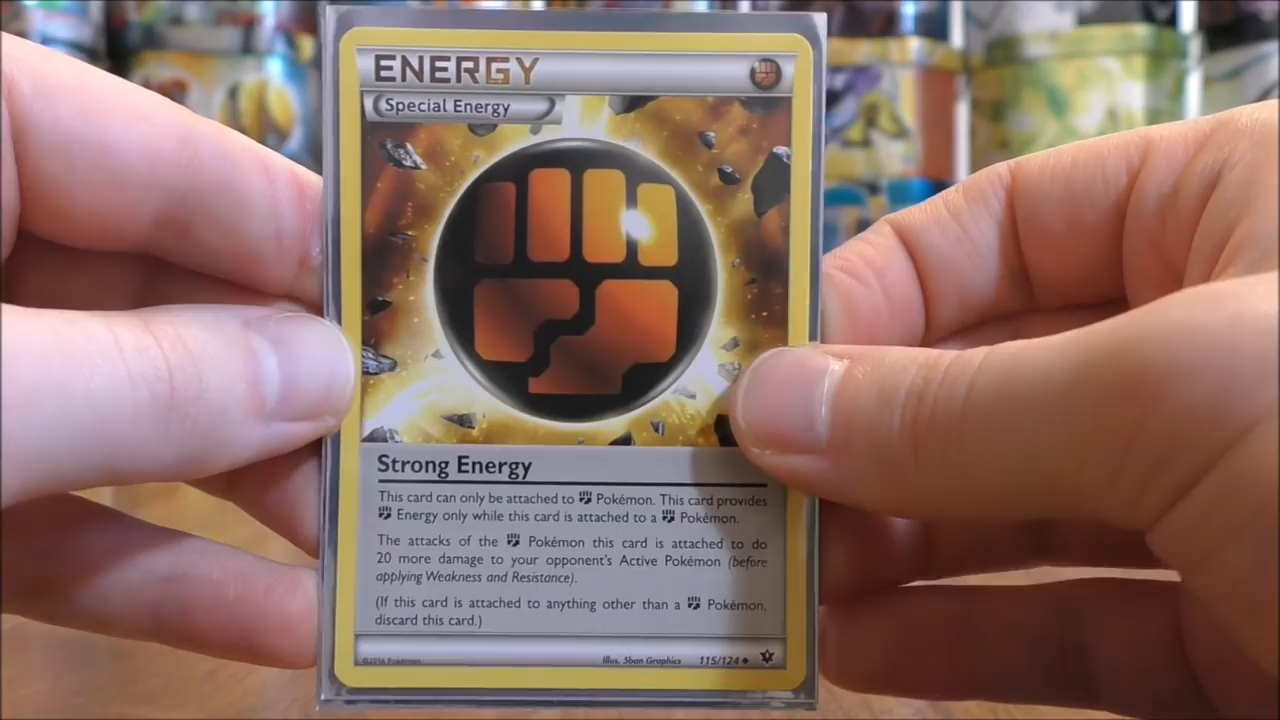 ENERGY
Special Energy
Strong Energy
This card can only be attached to Pokémon. This card provides
Energy only while this card is attached to a Pokémon.
The attacks of the Pokémon this card is attached to do
20 more damage to your opponent's Active Pokémon (before
applying Weakness and Resistance).
(If this card is attached to anything other than a Pokémon,
discard this card.)
©2016 Pokémon
Illus. 5ban Graphics 115/124